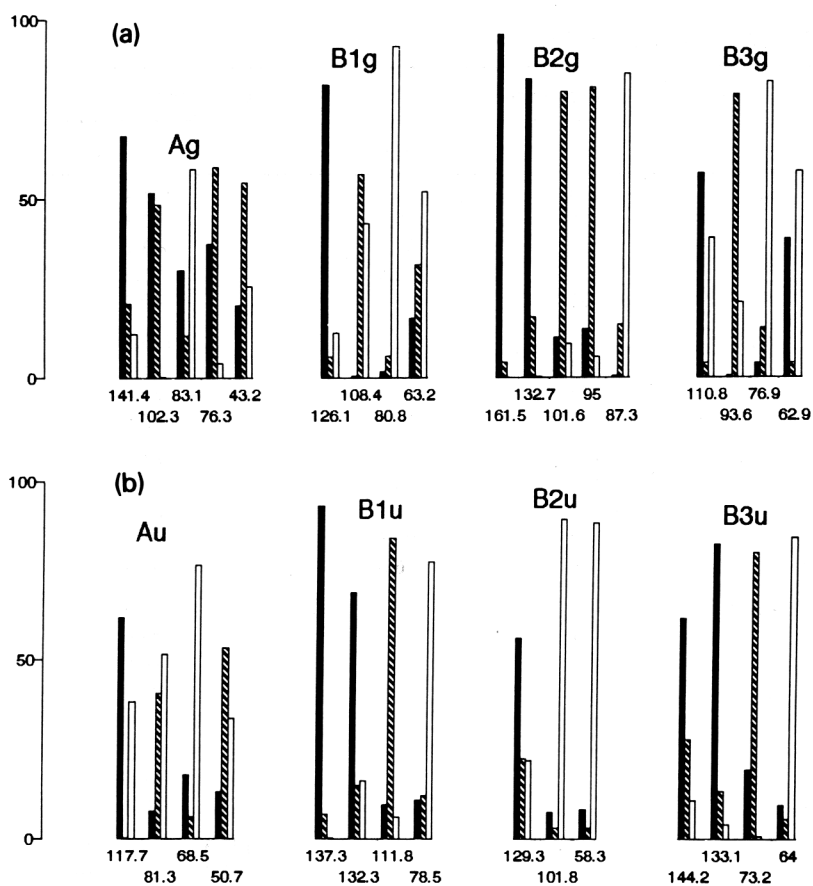 100
(a)
B1g
B2g
B3g
Ag
50
0
141.4 83.1 43.2
108.4 63.2
132.7 95
110.8 76.9
102.3 76.3
126.1 80.8
161.5 101.6 87.3
93.6 62.9
100
(b)
Au
B1u
B2u
B3u
50
0
117.7 68.5
137.3 111.8
129.3 58.3
133.1 64
81.3 50.7
132.3 78.5
101.8
144.2 73.2